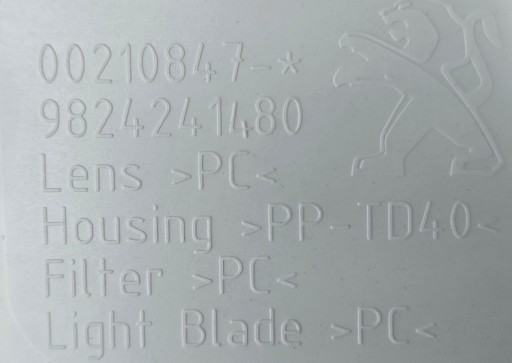 00210847-*
9824241480
Lens >PC<
Housing >PP-TD40<
Filter >PC<
Light Blade >PC<